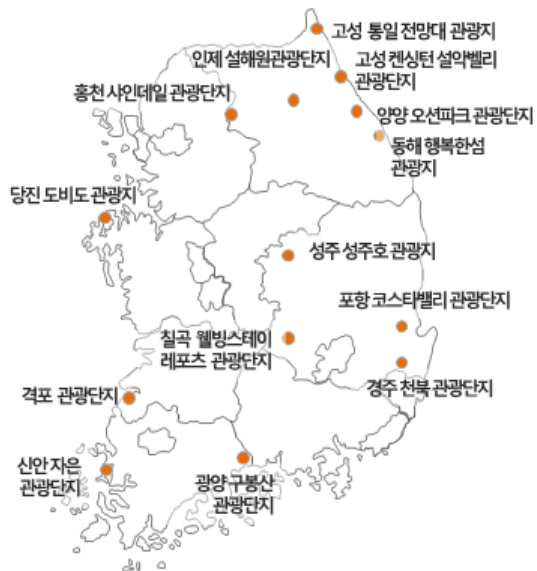 고성 통일 전망대 관광지
인제 설해원관광단지
고성 켄싱턴 설악벨리
관광단지
홍천 샤인데일 관광단지
양양 오션파크 관광단지
동해 행복한섬
관광지
당진 도비도 관광지
성주 성주호 관광지
포항 코스타밸리 관광단지
칠곡 웰빙스테이
레포츠 관광단지
경주 천북 관광단지
격포 관광단지
신안 자은
관광단지
광양 구봉산
관광단지